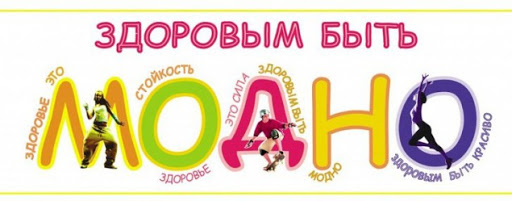 ЗДОРОВЫМ БЫТЬ
МОДНО
ЗДОРОВЬЕ ЭТО
СТОЙКОСТЬ
ЗДОРОВЬЕ
ЭТО СИЛА
ЗДОРОВЫМ БЫТЬ
МОДНО
ЗДОРОВЫМ БЫТЬ КРАСИВО